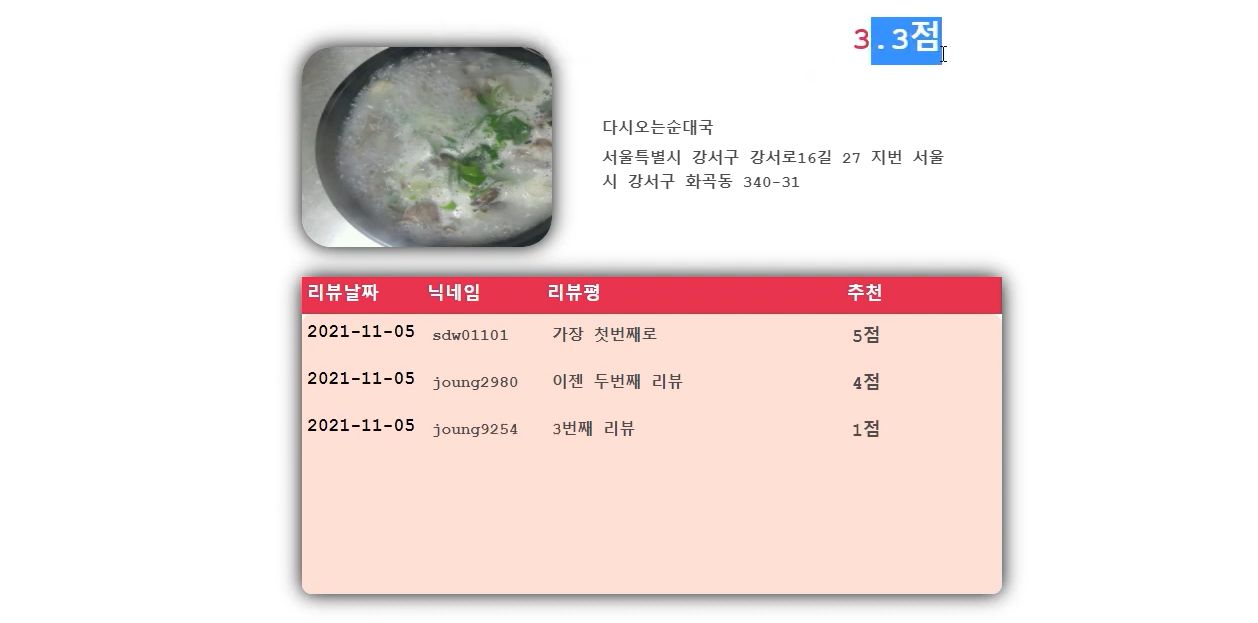 3.3점
다시오는순대국
서울특별시 강서구 강서로16길 27 지번 서울
시 강서구 화곡동 340-31
리뷰날짜 닉네임 리뷰평 추천
2021-11-05 sdw01101 가장 첫번째로 5점
2021-11-05 joung2980 이젠 두번째 리뷰 4점
2021-11-05 joung9254 3번째 리뷰 1점